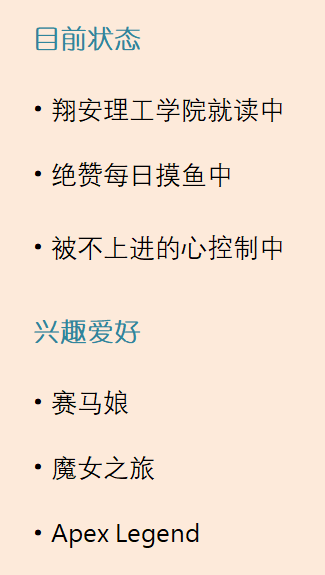 目前状态
• 翔安理工学院就读中
• 绝赞每日摸鱼中
• 被不上进的心控制中
兴趣爱好
• 赛马娘
• 魔女之旅
• Apex Legend